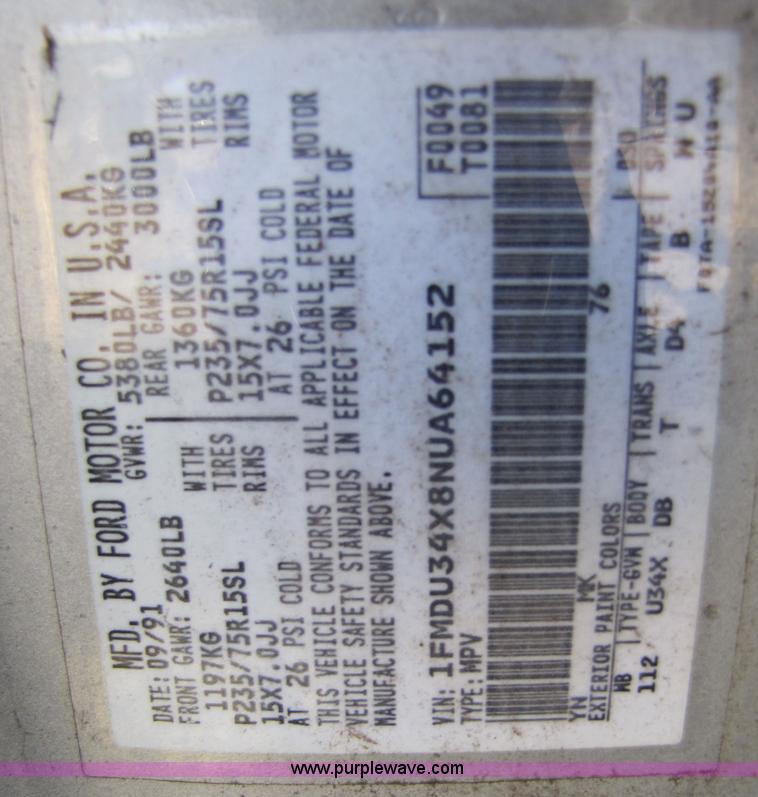 MFD. BY FORD MOTOR CO. IN U.S.A.
DATE: 09/91 GVWR: 5380LB/ 2440KG
FRONT GAWR: 2640LB REAR GAWR: 3000LB
1197KG WITH 1360KG WITH
P235/75R15SL TIRES P235/75R15SL TIRES
15X7.0JJ RIMS 15X7.0JJ RIMS
AT 26 PSI COLD AT 26 PSI COLD
THIS VEHICLE CONFORMS TO ALL APPLICABLE FEDERAL MOTOR
VEHICLE SAFETY STANDARDS IN EFFECT ON THE DATE OF
MANUFACTURE SHOWN ABOVE.
VIN: 1FMDU34X8NUA64152 F0049
TYPE: MPV T0081
YN MK 76
EXTERIOR PAINT COLORS DSO
WB TYPE-GVW BODY TRANS AXLE TAPE SPRINGS
112 U34X DB T D4 B W U
www.purplewave.com